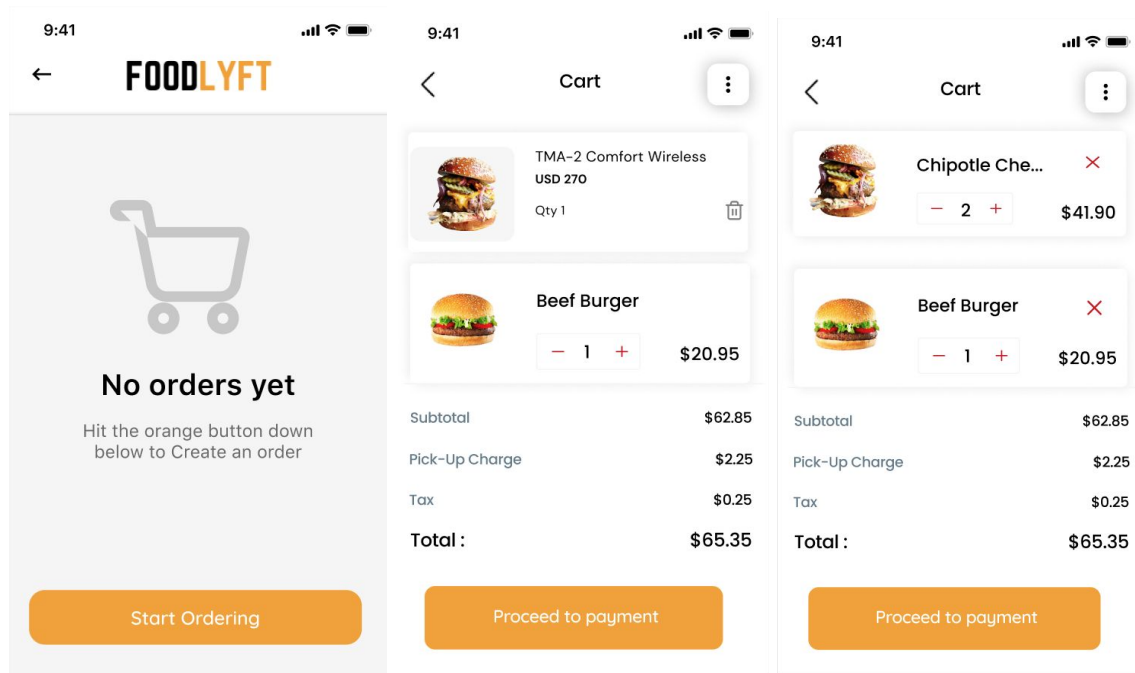 9:41
FOODLYFT
No orders yet
Hit the orange button down
below to Create an order
Start Ordering
9:41
Cart
TMA-2 Comfort Wireless
USD 270
Qty 1
Beef Burger
− 1 +
$20.95
Subtotal $62.85
Pick-Up Charge $2.25
Tax $0.25
Total : $65.35
Proceed to payment
9:41
Cart
Chipotle Che...
− 2 +
$41.90
Beef Burger
− 1 +
$20.95
Subtotal $62.85
Pick-Up Charge $2.25
Tax $0.25
Total : $65.35
Proceed to payment